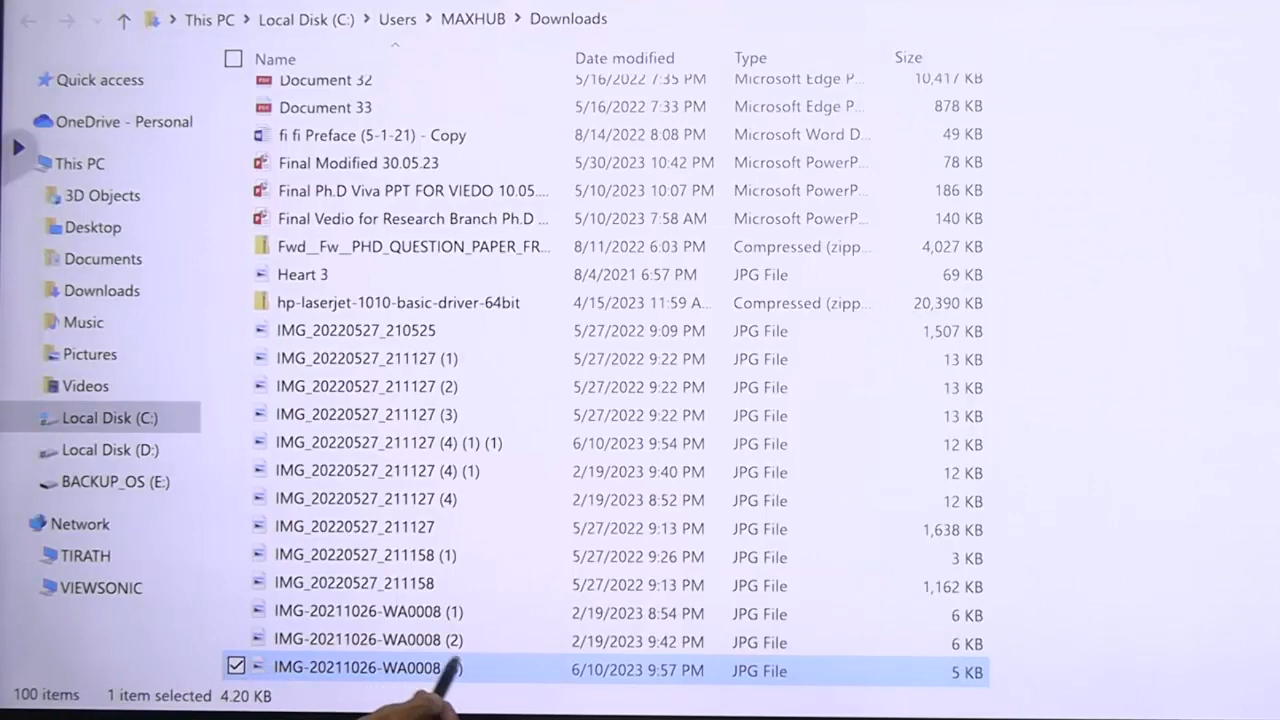 This PC > Local Disk (C:) > Users > MAXHUB > Downloads
Name Date modified Type Size
Quick access
OneDrive - Personal
This PC
3D Objects
Desktop
Documents
Downloads
Music
Pictures
Videos
Local Disk (C:)
Local Disk (D:)
BACKUP_OS (E:)
Network
TIRATH
VIEWSONIC
Document 32 5/16/2022 7:35 PM Microsoft Edge P... 10,417 KB
Document 33 5/16/2022 7:33 PM Microsoft Edge P... 878 KB
fi fi Preface (5-1-21) - Copy 8/14/2022 8:08 PM Microsoft Word D... 49 KB
Final Modified 30.05.23 5/30/2023 10:42 PM Microsoft PowerP... 78 KB
Final Ph.D Viva PPT FOR VIEDO 10.05.... 5/10/2023 10:07 PM Microsoft PowerP... 186 KB
Final Vedio for Research Branch Ph.D ... 5/10/2023 7:58 AM Microsoft PowerP... 140 KB
Fwd__Fw__PHD_QUESTION_PAPER_FR... 8/11/2022 6:03 PM Compressed (zipp... 4,027 KB
Heart 3 8/4/2021 6:57 PM JPG File 69 KB
hp-laserjet-1010-basic-driver-64bit 4/15/2023 11:59 A... Compressed (zipp... 20,390 KB
IMG_20220527_210525 5/27/2022 9:09 PM JPG File 1,507 KB
IMG_20220527_211127 (1) 5/27/2022 9:22 PM JPG File 13 KB
IMG_20220527_211127 (2) 5/27/2022 9:22 PM JPG File 13 KB
IMG_20220527_211127 (3) 5/27/2022 9:22 PM JPG File 13 KB
IMG_20220527_211127 (4) (1) (1) 6/10/2023 9:54 PM JPG File 12 KB
IMG_20220527_211127 (4) (1) 2/19/2023 9:40 PM JPG File 12 KB
IMG_20220527_211127 (4) 2/19/2023 8:52 PM JPG File 12 KB
IMG_20220527_211127 5/27/2022 9:13 PM JPG File 1,638 KB
IMG_20220527_211158 (1) 5/27/2022 9:26 PM JPG File 3 KB
IMG_20220527_211158 5/27/2022 9:13 PM JPG File 1,162 KB
IMG-20211026-WA0008 (1) 2/19/2023 8:54 PM JPG File 6 KB
IMG-20211026-WA0008 (2) 2/19/2023 9:42 PM JPG File 6 KB
IMG-20211026-WA0008 6/10/2023 9:57 PM JPG File 5 KB
100 items 1 item selected 4.20 KB